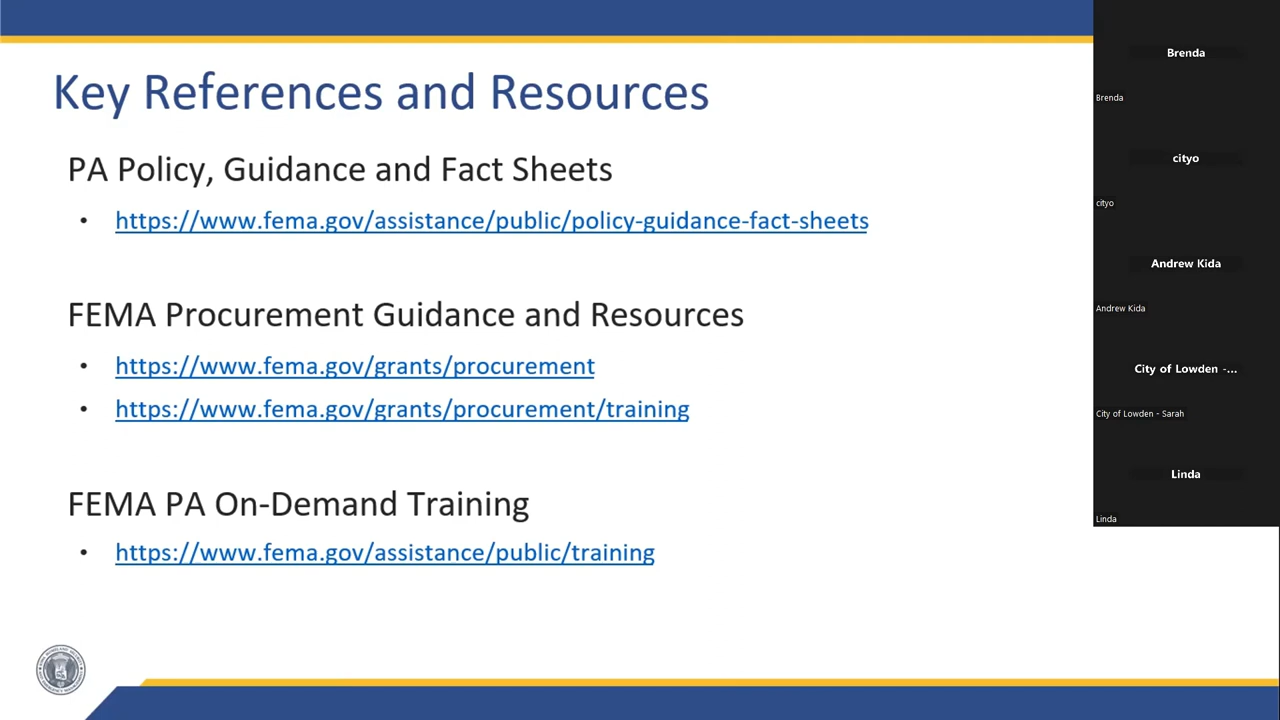 Key References and Resources
PA Policy, Guidance and Fact Sheets
• https://www.fema.gov/assistance/public/policy-guidance-fact-sheets
FEMA Procurement Guidance and Resources
• https://www.fema.gov/grants/procurement
• https://www.fema.gov/grants/procurement/training
FEMA PA On-Demand Training
• https://www.fema.gov/assistance/public/training
Brenda
Brenda
cityo
cityo
Andrew Kida
Andrew Kida
City of Lowden -...
City of Lowden - Sarah
Linda
Linda